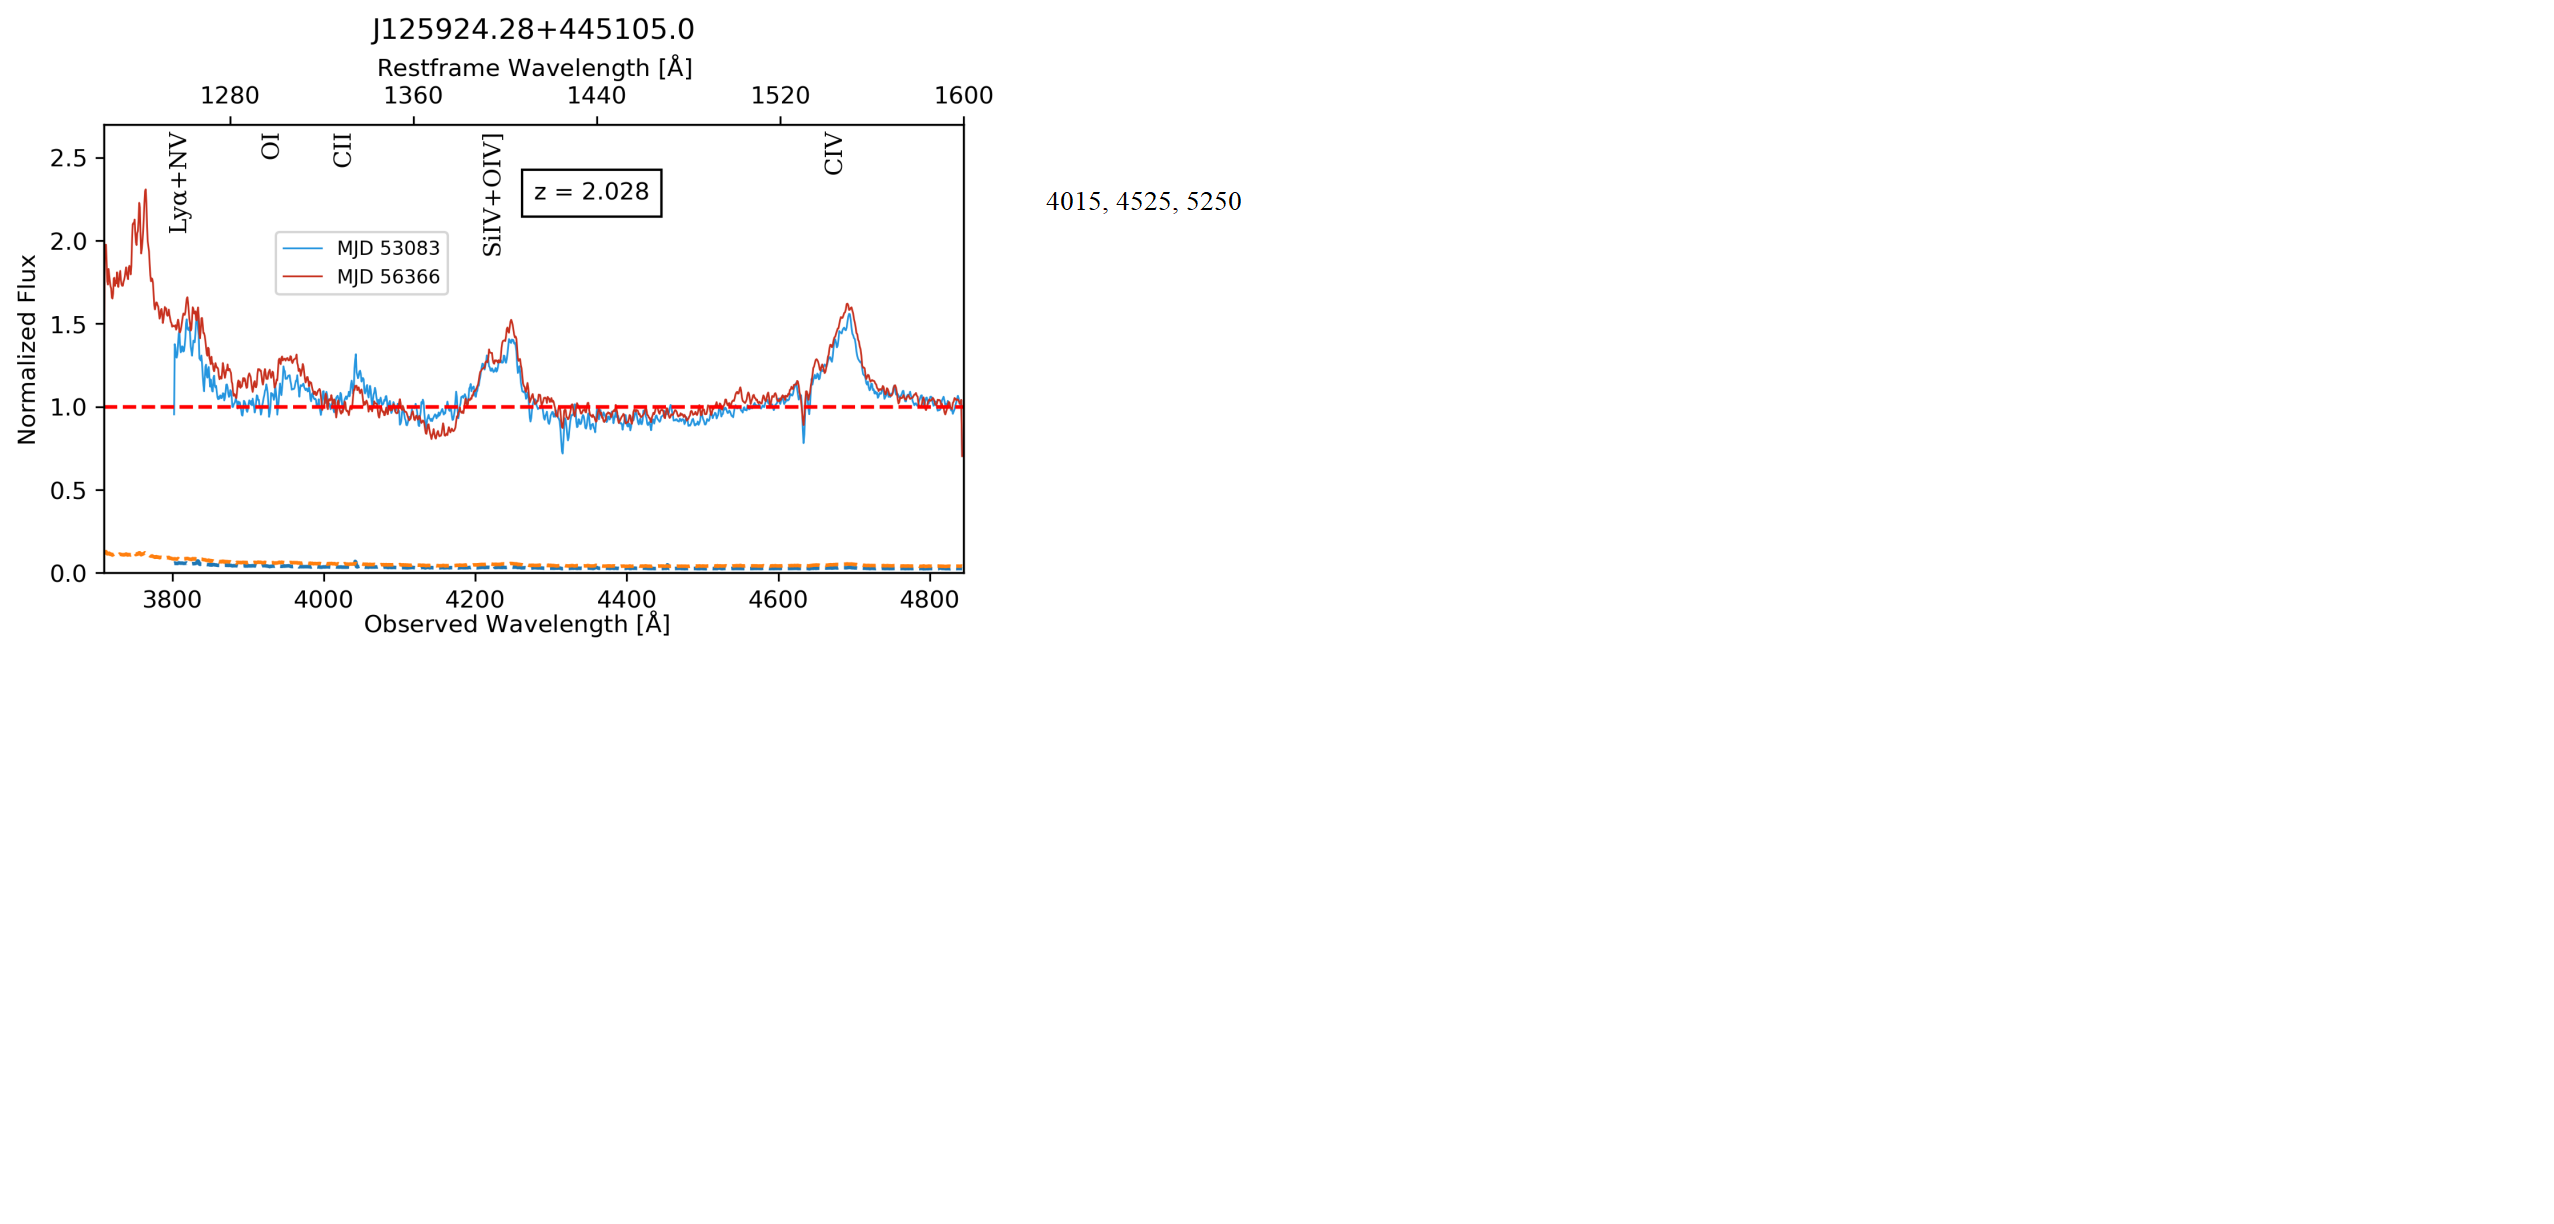 J125924.28+445105.0
Restframe Wavelength [Å]
1280 1360 1440 1520 1600
Lyα+NV OI CII SiIV+OIV] CIV
z = 2.028
4015, 4525, 5250
MJD 53083
MJD 56366
Normalized Flux
2.5
2.0
1.5
1.0
0.5
0.0
3800 4000 4200 4400 4600 4800
Observed Wavelength [Å]